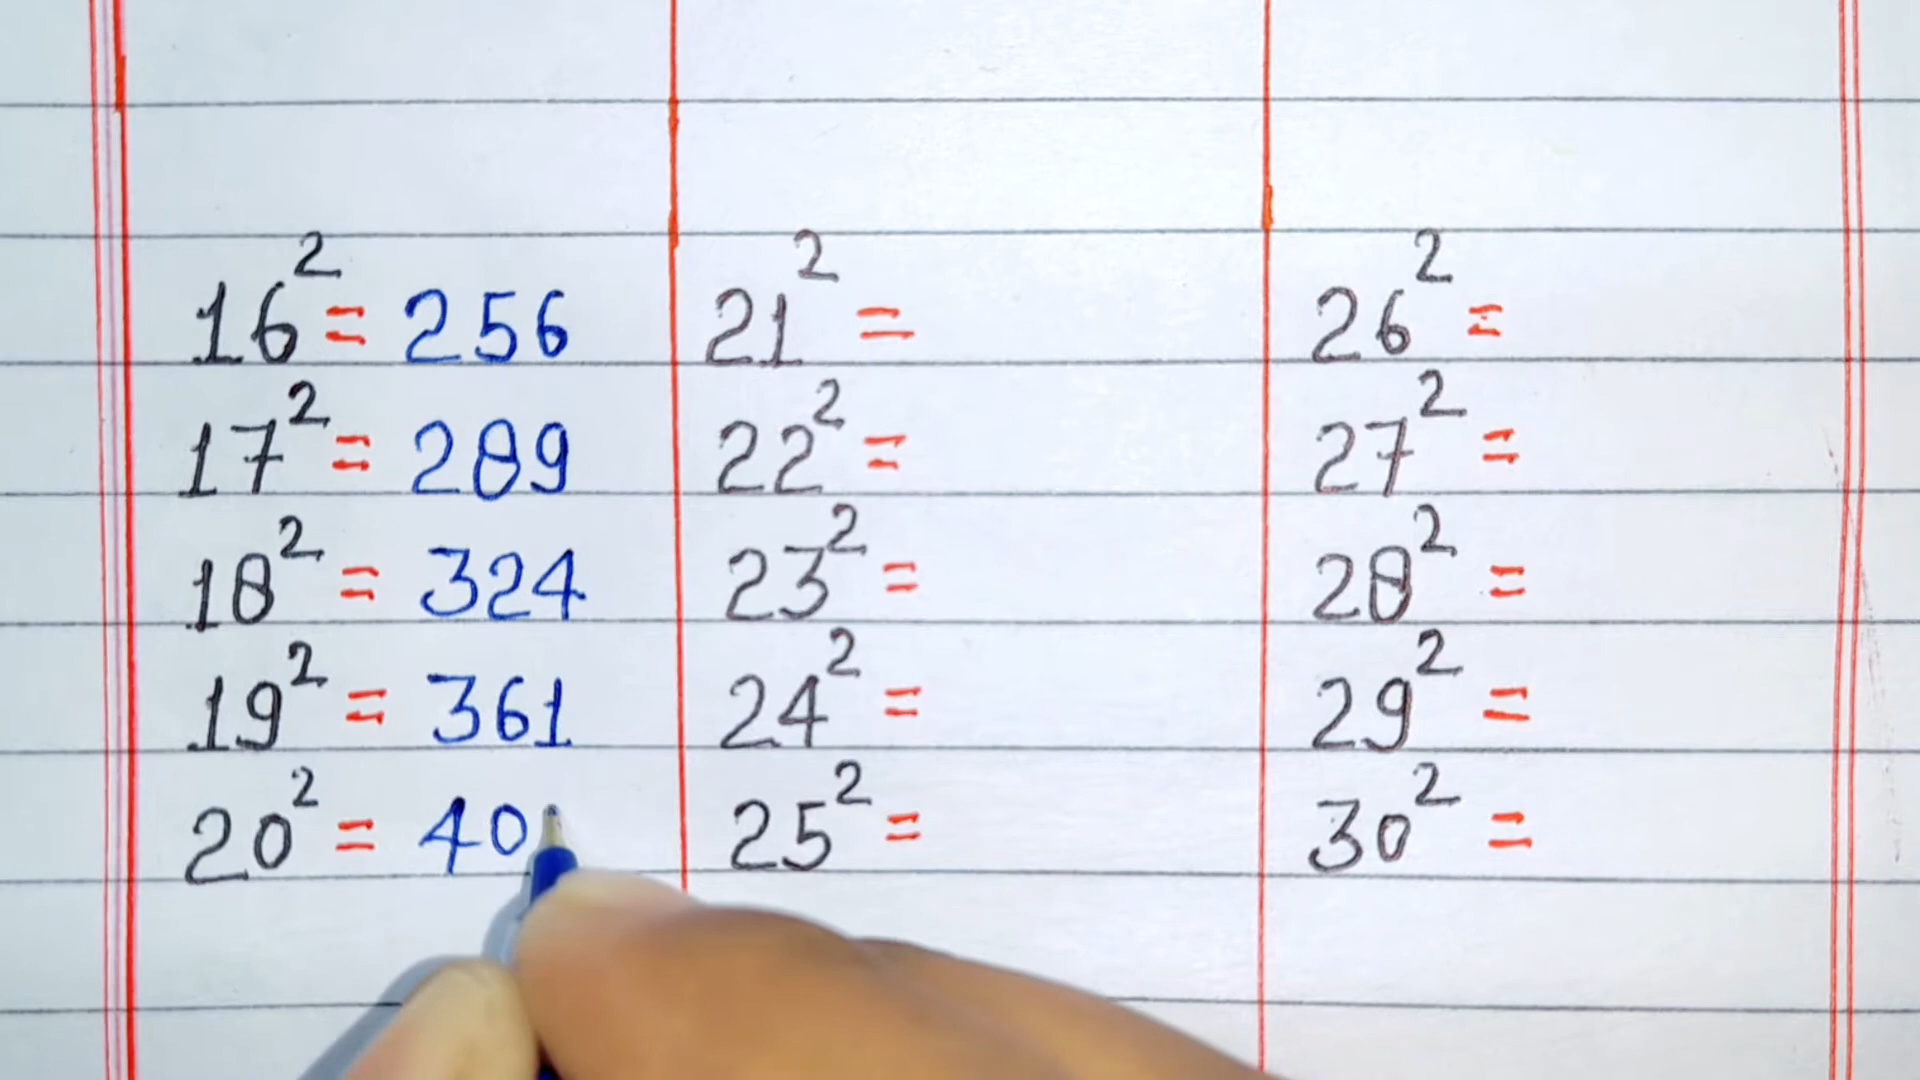 16² = 256
17² = 289
18² = 324
19² = 361
20² = 40
21² =
22² =
23² =
24² =
25² =
26² =
27² =
28² =
29² =
30² =